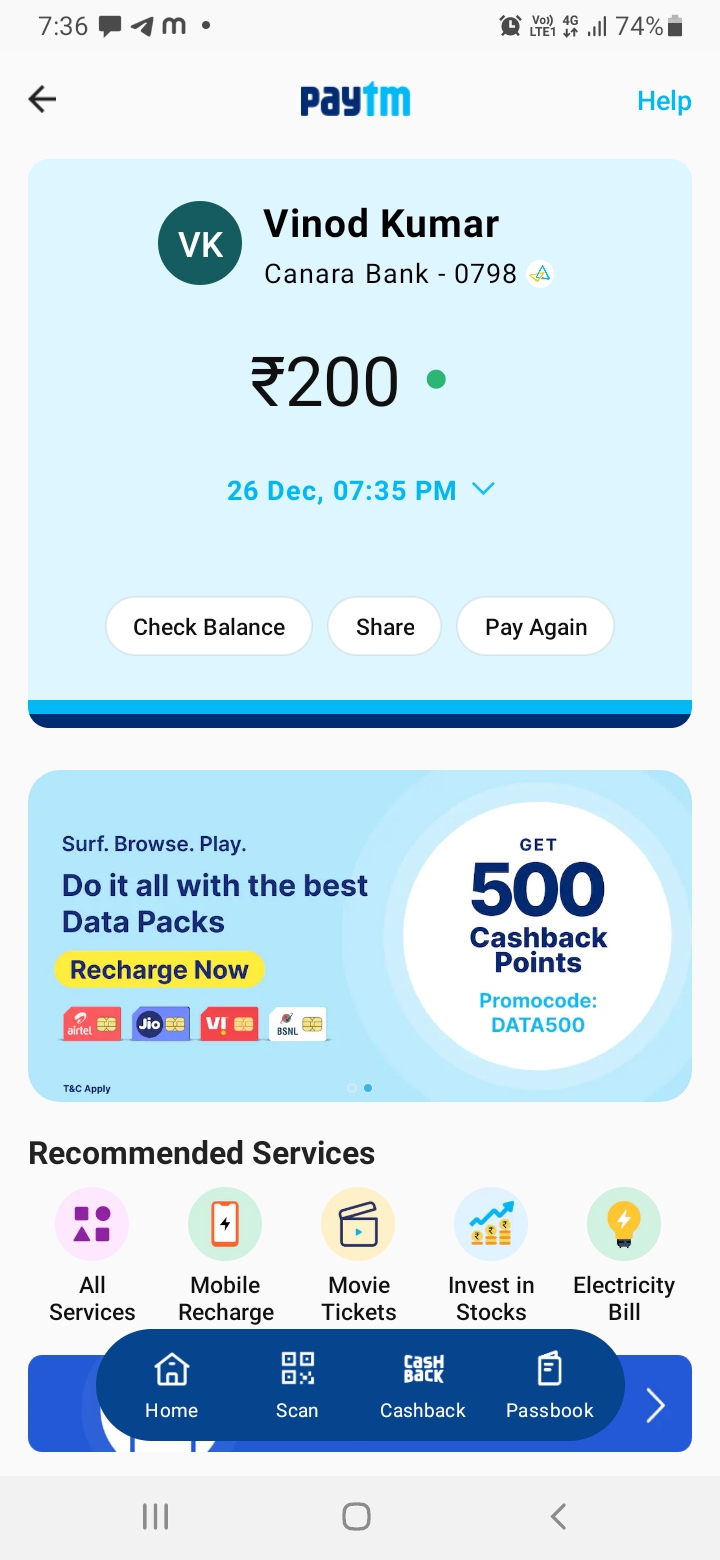 7:36
Vo)) 4G
LTE1
74%
paytm
Help
VK
Vinod Kumar
Canara Bank - 0798
₹200
26 Dec, 07:35 PM
Check Balance
Share
Pay Again
Surf. Browse. Play.
Do it all with the best
Data Packs
Recharge Now
airtel
Jio
VI
BSNL
T&C Apply
GET
500
Cashback
Points
Promocode:
DATA500
Recommended Services
All
Services
Mobile
Recharge
Movie
Tickets
Invest in
Stocks
Electricity
Bill
Home
Scan
CASH
BACK
Cashback
Passbook